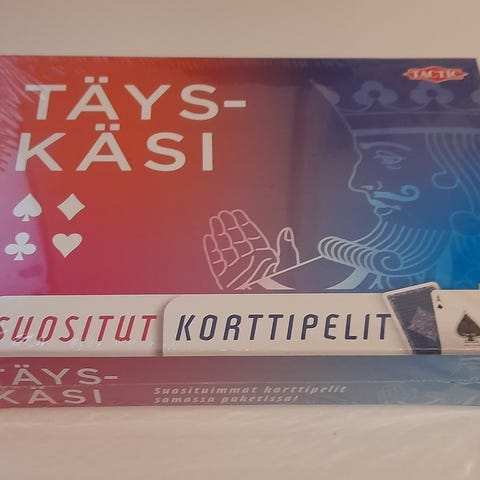 TACTIC
TÄYS-
KÄSI
SUOSITUT KORTTIPELIT
A
TÄYS-
KÄSI
Suosituimmat korttipelit
samassa paketissa!